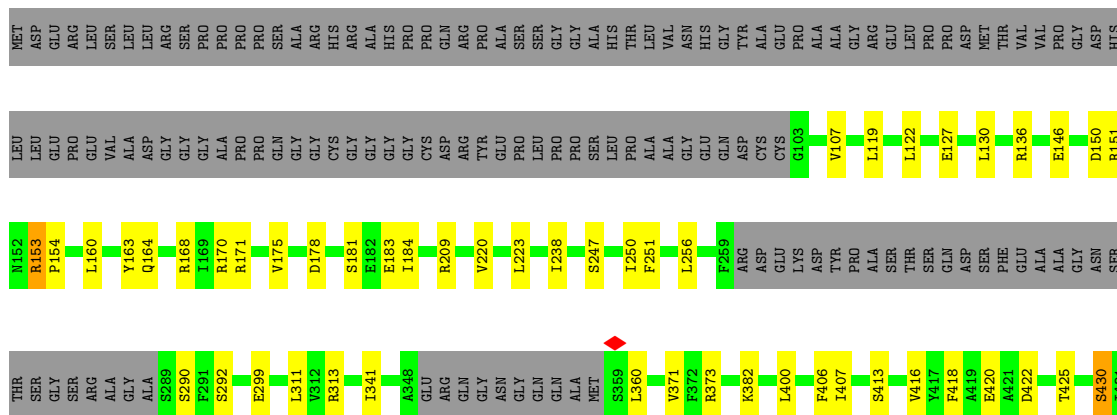 MET ASP GLU ARG LEU SER LEU LEU ARG SER PRO PRO PRO PRO SER ALA ARG HIS ARG ALA HIS PRO PRO GLN ARG PRO ALA SER SER GLY GLY ALA HIS THR LEU VAL ASN HIS GLY TYR ALA GLU PRO ALA ALA GLY ARG GLU LEU PRO PRO ASP MET THR VAL VAL PRO GLY ASP HIS
LEU LEU GLU PRO GLU VAL ALA ASP GLY GLY GLY ALA PRO PRO GLN GLY GLY CYS GLY GLY GLY GLY CYS ASP ARG TYR GLU PRO LEU PRO PRO SER LEU PRO ALA ALA GLY GLU GLN ASP CYS CYS G103 V107 L119 L122 E127 L130 R136 E146 D150 R151
N152 R153 P154 L160 Y163 Q164 R168 I169 R170 R171 V175 D178 S181 E182 E183 I184 R209 V220 L223 I238 S247 I250 F251 L256 F259 ARG ASP GLU LYS ASP TYR PRO ALA SER THR SER GLN ASP SER PHE GLU ALA ALA GLY ASN SER
THR SER GLY SER ARG ALA GLY ALA S289 S290 F291 S292 E299 L311 V312 R313 I341 A348 GLU ARG GLN GLY ASN GLY GLN GLN ALA MET S359 L360 V371 F372 R373 K382 L400 F406 I407 S413 V416 Y417 F418 A419 E420 A421 D422 T425 S430